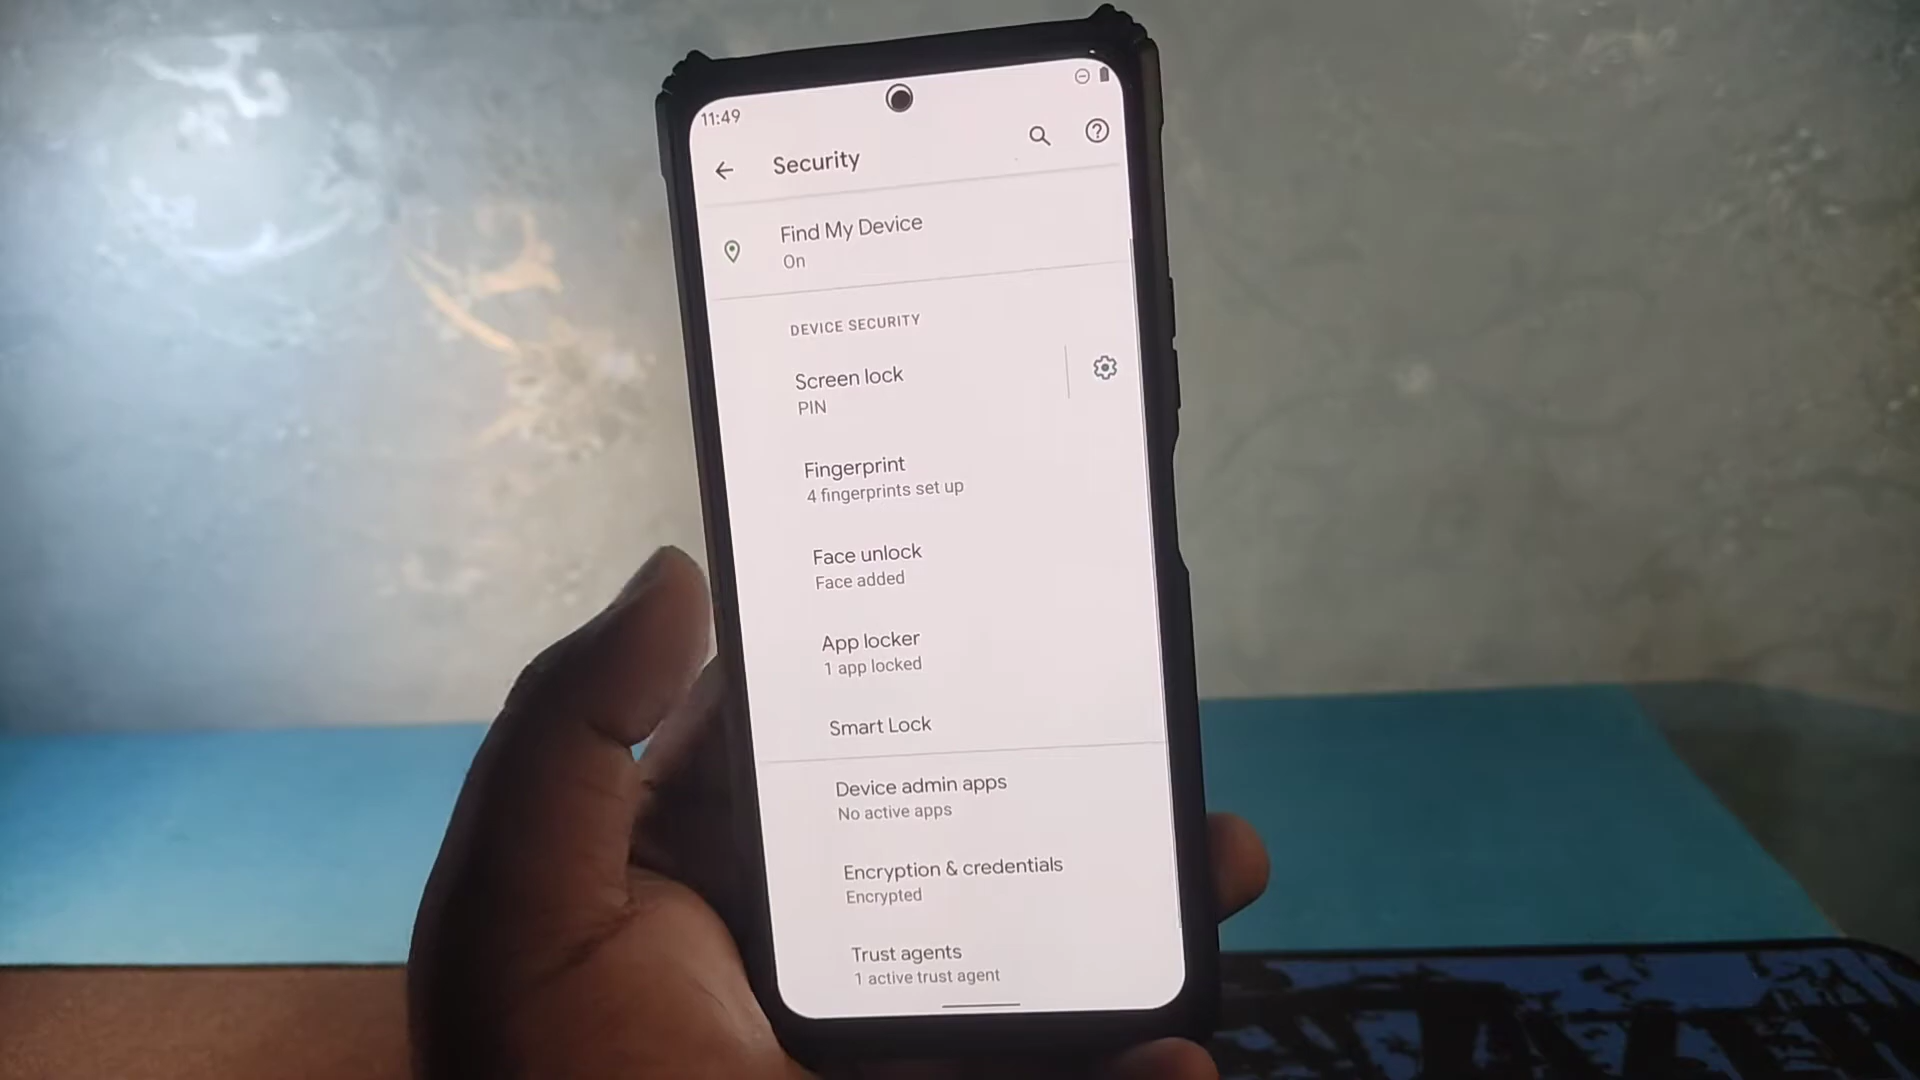 11:49
Security
Find My Device
On
DEVICE SECURITY
Screen lock
PIN
Fingerprint
4 fingerprints set up
Face unlock
Face added
App locker
1 app locked
Smart Lock
Device admin apps
No active apps
Encryption & credentials
Encrypted
Trust agents
1 active trust agent